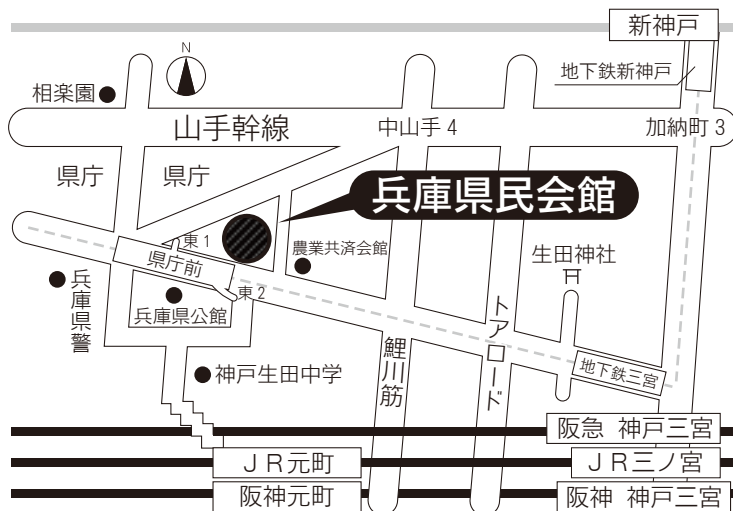 新神戸
地下鉄新神戸
N
相楽園
山手幹線
中山手4
加納町3
県庁
県庁
兵庫県民会館
東1
農業共済会館
生田神社
県庁前
東2
兵庫県警
兵庫県公館
トアロード
鯉川筋
地下鉄三宮
神戸生田中学
阪急 神戸三宮
JR元町
JR三ノ宮
阪神元町
阪神 神戸三宮